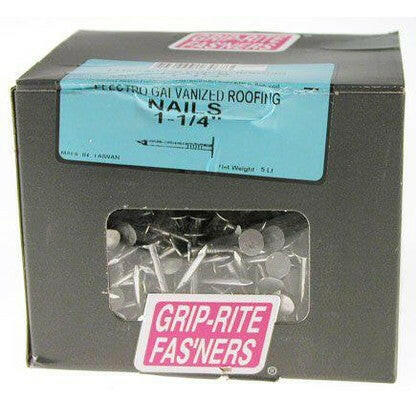 GRIP-RITE
FAS'NERS
ELECTRO GALVANIZED ROOFING
NAILS
1-1/4"
MADE IN TAIWAN
Net Weight 5 L
GRIP-RITE
FAS'NERS
®